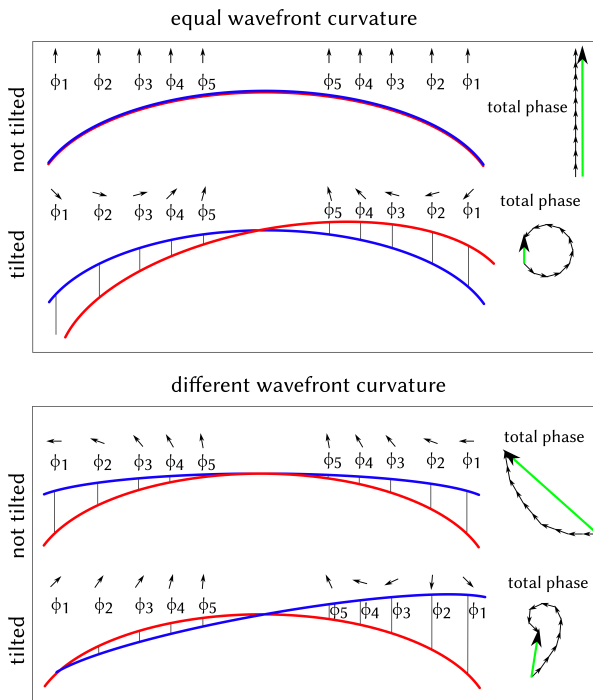 equal wavefront curvature
not tilted
ϕ1 ϕ2 ϕ3 ϕ4 ϕ5 ϕ5 ϕ4 ϕ3 ϕ2 ϕ1
total phase
tilted
ϕ1 ϕ2 ϕ3 ϕ4 ϕ5 ϕ5 ϕ4 ϕ3 ϕ2 ϕ1
total phase
different wavefront curvature
not tilted
ϕ1 ϕ2 ϕ3 ϕ4 ϕ5 ϕ5 ϕ4 ϕ3 ϕ2 ϕ1
total phase
tilted
ϕ1 ϕ2 ϕ3 ϕ4 ϕ5 ϕ5 ϕ4 ϕ3 ϕ2 ϕ1
total phase